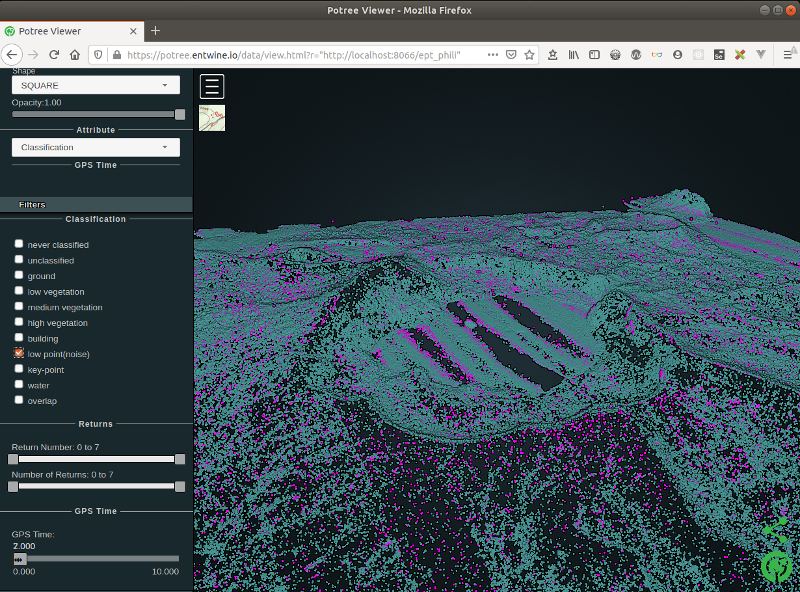 Potree Viewer - Mozilla Firefox
Potree Viewer
https://potree.entwine.io/data/view.html?r="http://localhost:8066/ept_phili"
Shape
SQUARE
Opacity:1.00
Attribute
Classification
GPS Time
Filters
Classification
never classified
unclassified
ground
low vegetation
medium vegetation
high vegetation
building
low point(noise)
key-point
water
overlap
Returns
Return Number: 0 to 7
Number of Returns: 0 to 7
GPS Time
GPS Time:
0.000 10.000